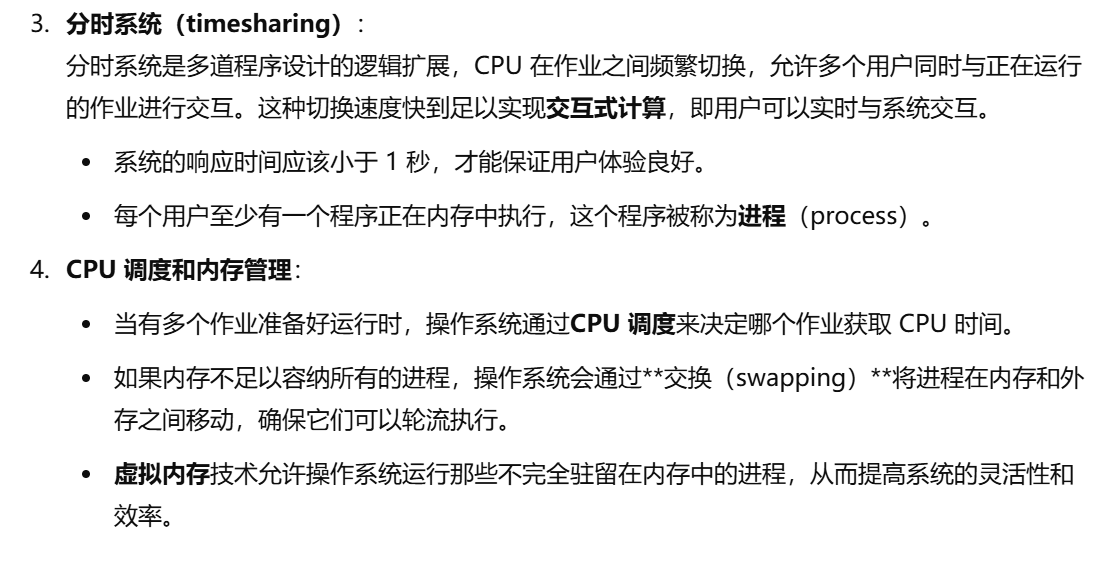 3. 分时系统（timesharing）：
分时系统是多道程序设计的逻辑扩展，CPU 在作业之间频繁切换，允许多个用户同时与正在运行
的作业进行交互。这种切换速度快到足以实现交互式计算，即用户可以实时与系统交互。
• 系统的响应时间应该小于 1 秒，才能保证用户体验良好。
• 每个用户至少有一个程序正在内存中执行，这个程序被称为进程（process）。
4. CPU 调度和内存管理：
• 当有多个作业准备好运行时，操作系统通过CPU 调度来决定哪个作业获取 CPU 时间。
• 如果内存不足以容纳所有的进程，操作系统会通过**交换（swapping）**将进程在内存和外
存之间移动，确保它们可以轮流执行。
• 虚拟内存技术允许操作系统运行那些不完全驻留在内存中的进程，从而提高系统的灵活性和
效率。